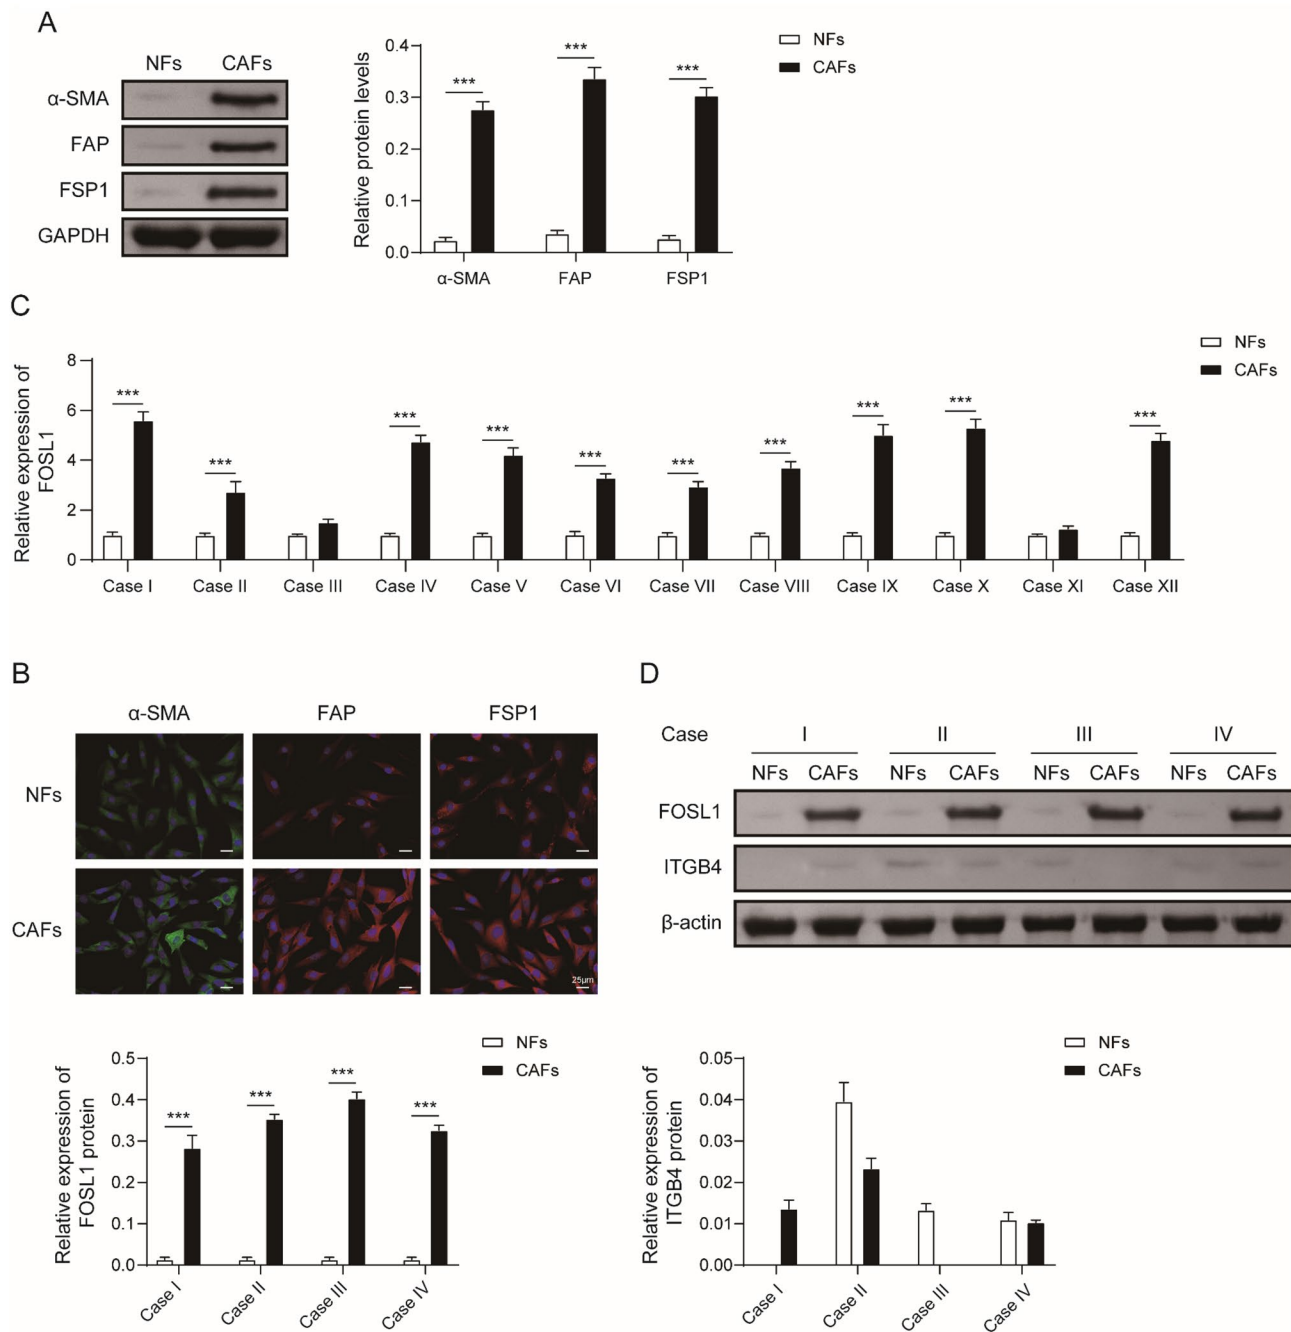 A
NFs CAFs
α-SMA
FAP
FSP1
GAPDH
Relative protein levels
0.4
0.3
0.2
0.1
0.0
*** *** ***
α-SMA FAP FSP1
NFs
CAFs
C
Relative expression of
FOSL1
8
6
4
2
0
*** *** *** *** *** *** *** *** *** ***
Case I Case II Case III Case IV Case V Case VI Case VII Case VIII Case IX Case X Case XI Case XII
NFs
CAFs
B
α-SMA FAP FSP1
NFs
CAFs
25μm
D
Case I II III IV
NFs CAFs NFs CAFs NFs CAFs NFs CAFs
FOSL1
ITGB4
β-actin
Relative expression of
FOSL1 protein
0.5
0.4
0.3
0.2
0.1
0.0
*** *** *** ***
Case I Case II Case III Case IV
NFs
CAFs
Relative expression of
ITGB4 protein
0.05
0.04
0.03
0.02
0.01
0.00
Case I Case II Case III Case IV
NFs
CAFs